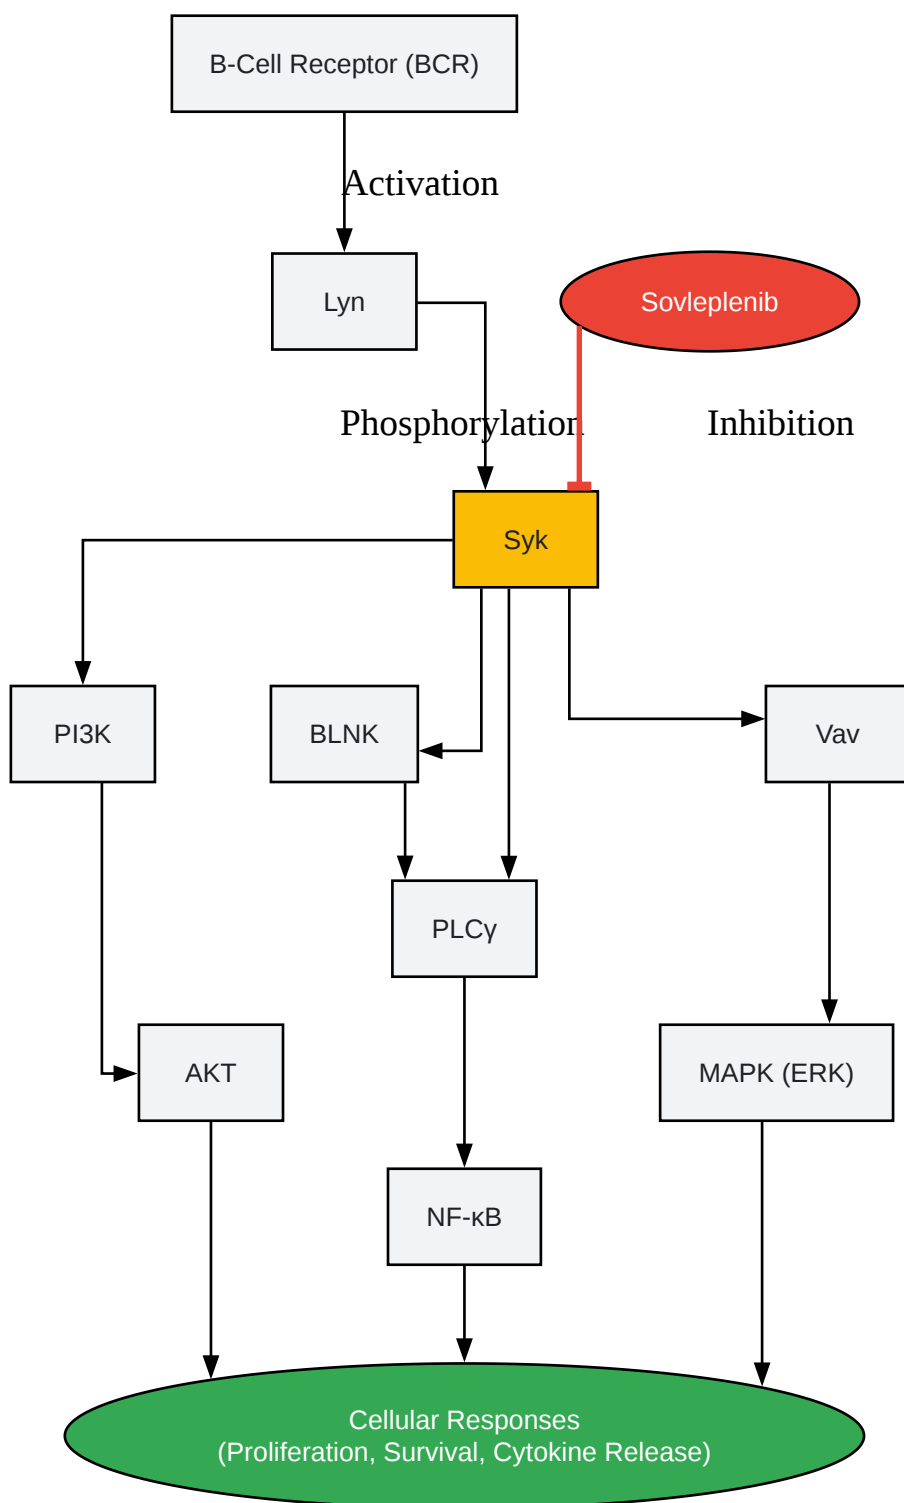 B-Cell Receptor (BCR)
Activation
Lyn
Sovleplenib
Phosphorylation
Inhibition
Syk
PI3K
BLNK
Vav
PLCγ
AKT
MAPK (ERK)
NF-κB
Cellular Responses
(Proliferation, Survival, Cytokine Release)